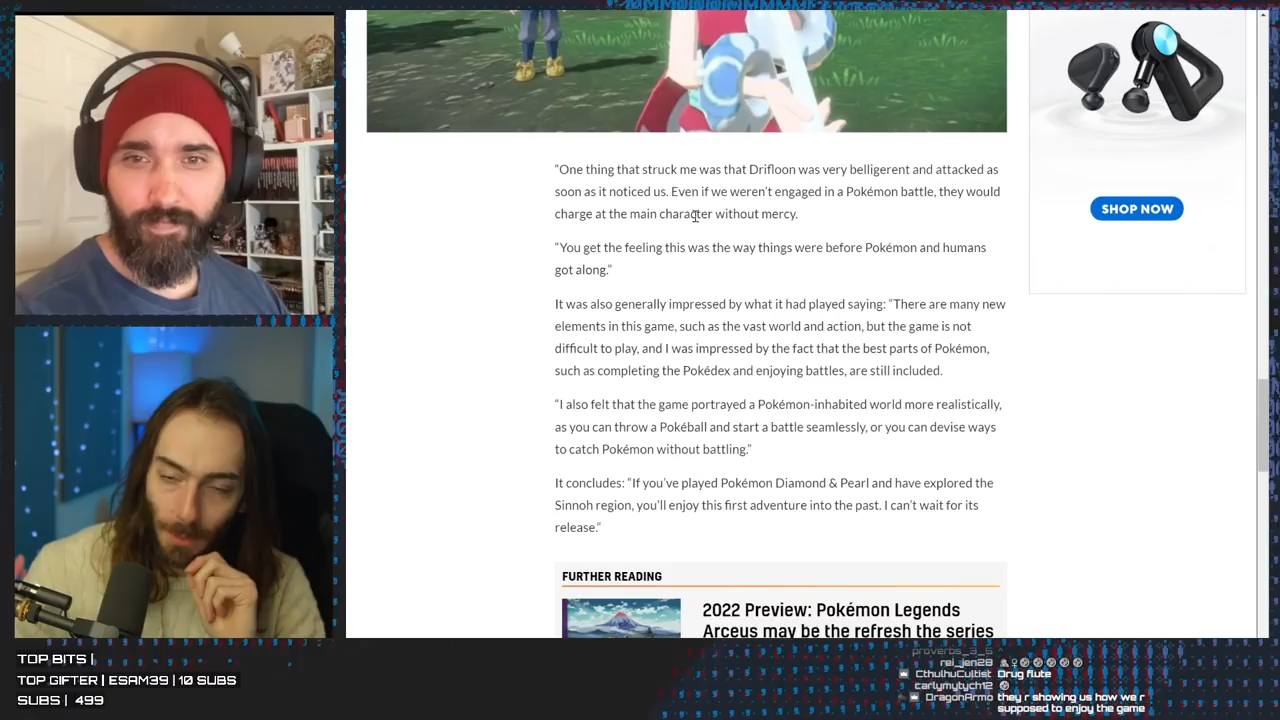 “One thing that struck me was that Drifloon was very belligerent and attacked as
soon as it noticed us. Even if we weren’t engaged in a Pokémon battle, they would
charge at the main character without mercy.
“You get the feeling this was the way things were before Pokémon and humans
got along.”
It was also generally impressed by what it had played saying: “There are many new
elements in this game, such as the vast world and action, but the game is not
difficult to play, and I was impressed by the fact that the best parts of Pokémon,
such as completing the Pokédex and enjoying battles, are still included.
“I also felt that the game portrayed a Pokémon-inhabited world more realistically,
as you can throw a Pokéball and start a battle seamlessly, or you can devise ways
to catch Pokémon without battling.”
It concludes: “If you’ve played Pokémon Diamond & Pearl and have explored the
Sinnoh region, you’ll enjoy this first adventure into the past. I can’t wait for its
release.”
FURTHER READING
2022 Preview: Pokémon Legends
Arceus may be the refresh the series
SHOP NOW
TOP BITS |
TOP GIFTER | ESAM39 | 10 SUBS
SUBS | 499
proverbs_3_5
rei_jen28
CthulhuCultist Drug flute
carlymytych12
DragonArmo they r showing us how we r
supposed to enjoy the game